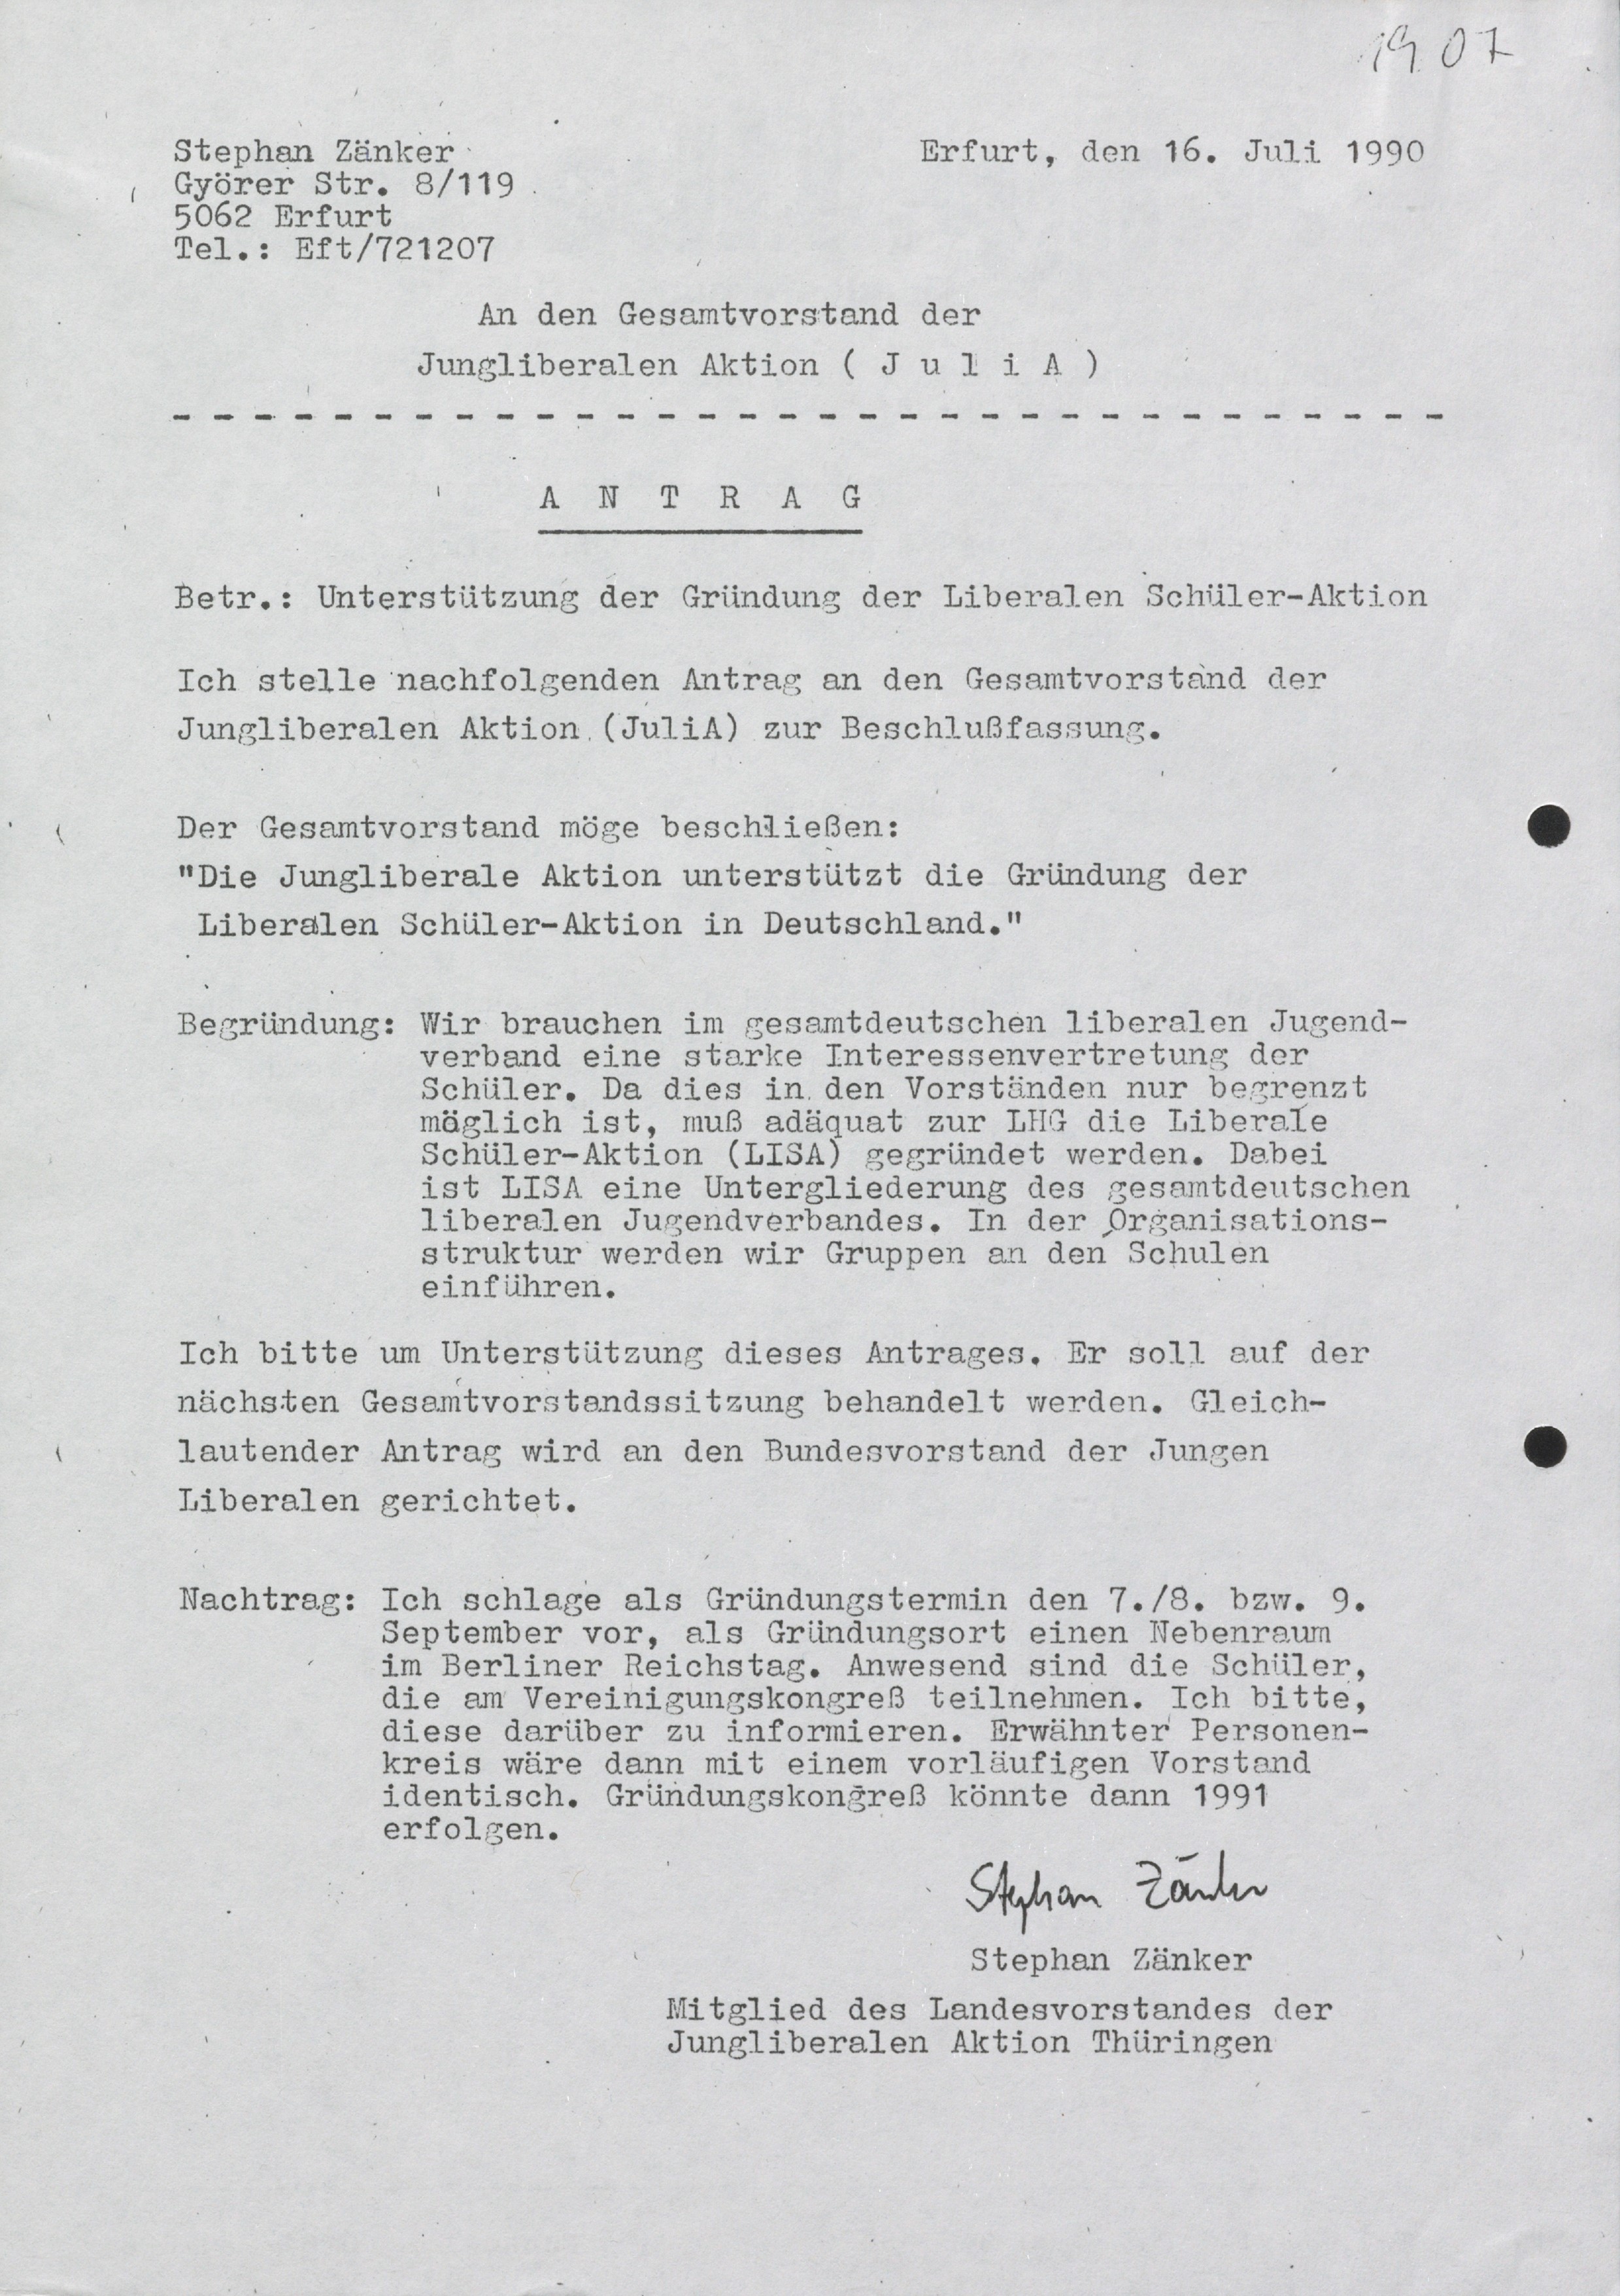 19 07
Stephan Zänker
Erfurt, den 16. Juli 1990
Györer Str. 8/119
5062 Erfurt
Tel.: Eft/721207
An den Gesamtvorstand der
Jungliberalen Aktion ( J u l i A )
- - - - - - - - - - - - - - - - - - - - - - - - - - - - - - - -
A N T R A G
Betr.: Unterstützung der Gründung der Liberalen Schüler-Aktion
Ich stelle nachfolgenden Antrag an den Gesamtvorstand der
Jungliberalen Aktion (JuliA) zur Beschlußfassung.
Der Gesamtvorstand möge beschließen:
"Die Jungliberale Aktion unterstützt die Gründung der
Liberalen Schüler-Aktion in Deutschland."
Begründung: Wir brauchen im gesamtdeutschen liberalen Jugend-
verband eine starke Interessenvertretung der
Schüler. Da dies in den Vorständen nur begrenzt
möglich ist, muß adäquat zur LHG die Liberale
Schüler-Aktion (LISA) gegründet werden. Dabei
ist LISA eine Untergliederung des gesamtdeutschen
liberalen Jugendverbandes. In der Organisations-
struktur werden wir Gruppen an den Schulen
einführen.
Ich bitte um Unterstützung dieses Antrages. Er soll auf der
nächsten Gesamtvorstandssitzung behandelt werden. Gleich-
lautender Antrag wird an den Bundesvorstand der Jungen
Liberalen gerichtet.
Nachtrag: Ich schlage als Gründungstermin den 7./8. bzw. 9.
September vor, als Gründungsort einen Nebenraum
im Berliner Reichstag. Anwesend sind die Schüler,
die am Vereinigungskongreß teilnehmen. Ich bitte,
diese darüber zu informieren. Erwähnter Personen-
kreis wäre dann mit einem vorläufigen Vorstand
identisch. Gründungskongreß könnte dann 1991
erfolgen.
Stephan Zänker
Stephan Zänker
Mitglied des Landesvorstandes der
Jungliberalen Aktion Thüringen